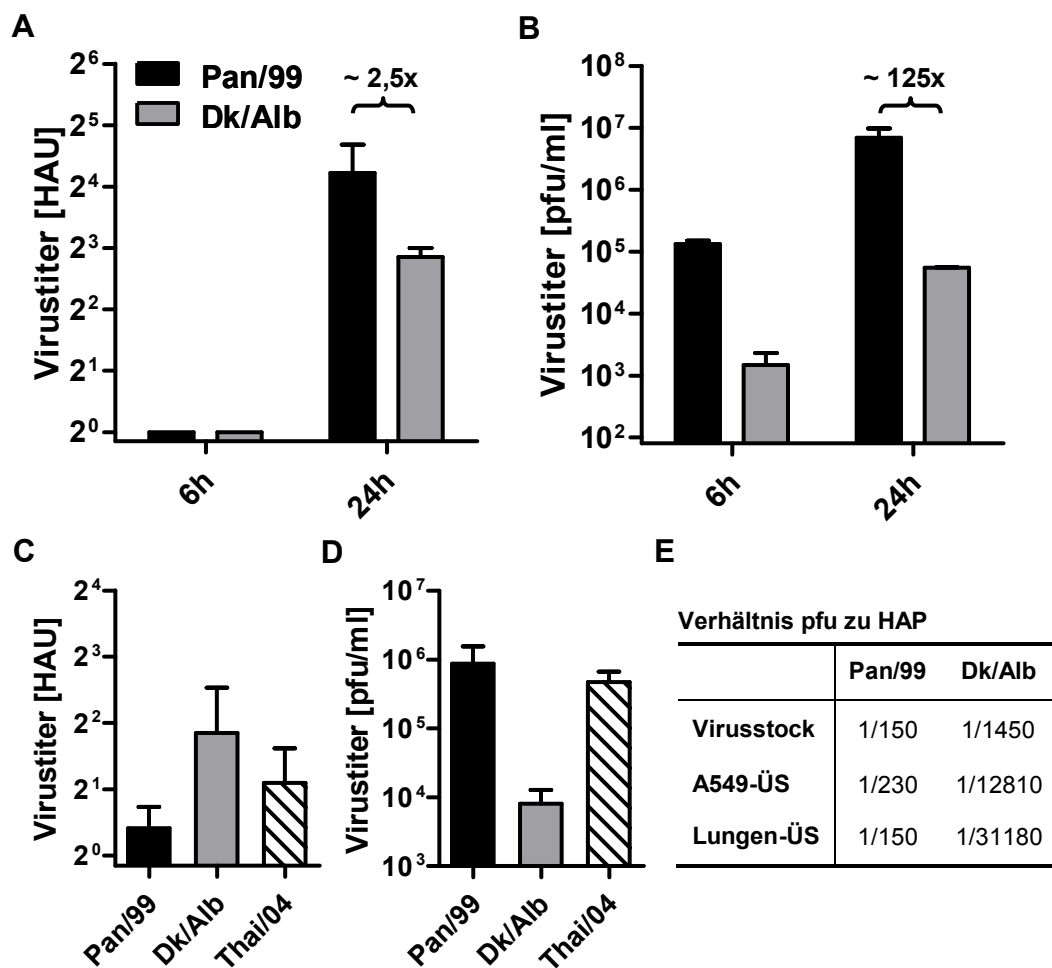 A
Virustiter [HAU]
2⁶
2⁵
2⁴
2³
2²
2¹
2⁰
Pan/99
Dk/Alb
~ 2,5x
6h
24h
B
Virustiter [pfu/ml]
10⁸
10⁷
10⁶
10⁵
10⁴
10³
10²
~ 125x
6h
24h
C
Virustiter [HAU]
2⁴
2³
2²
2¹
2⁰
Pan/99
Dk/Alb
Thai/04
D
Virustiter [pfu/ml]
10⁷
10⁶
10⁵
10⁴
10³
Pan/99
Dk/Alb
Thai/04
E
Verhältnis pfu zu HAP
Pan/99 Dk/Alb
Virusstock 1/150 1/1450
A549-ÜS 1/230 1/12810
Lungen-ÜS 1/150 1/31180